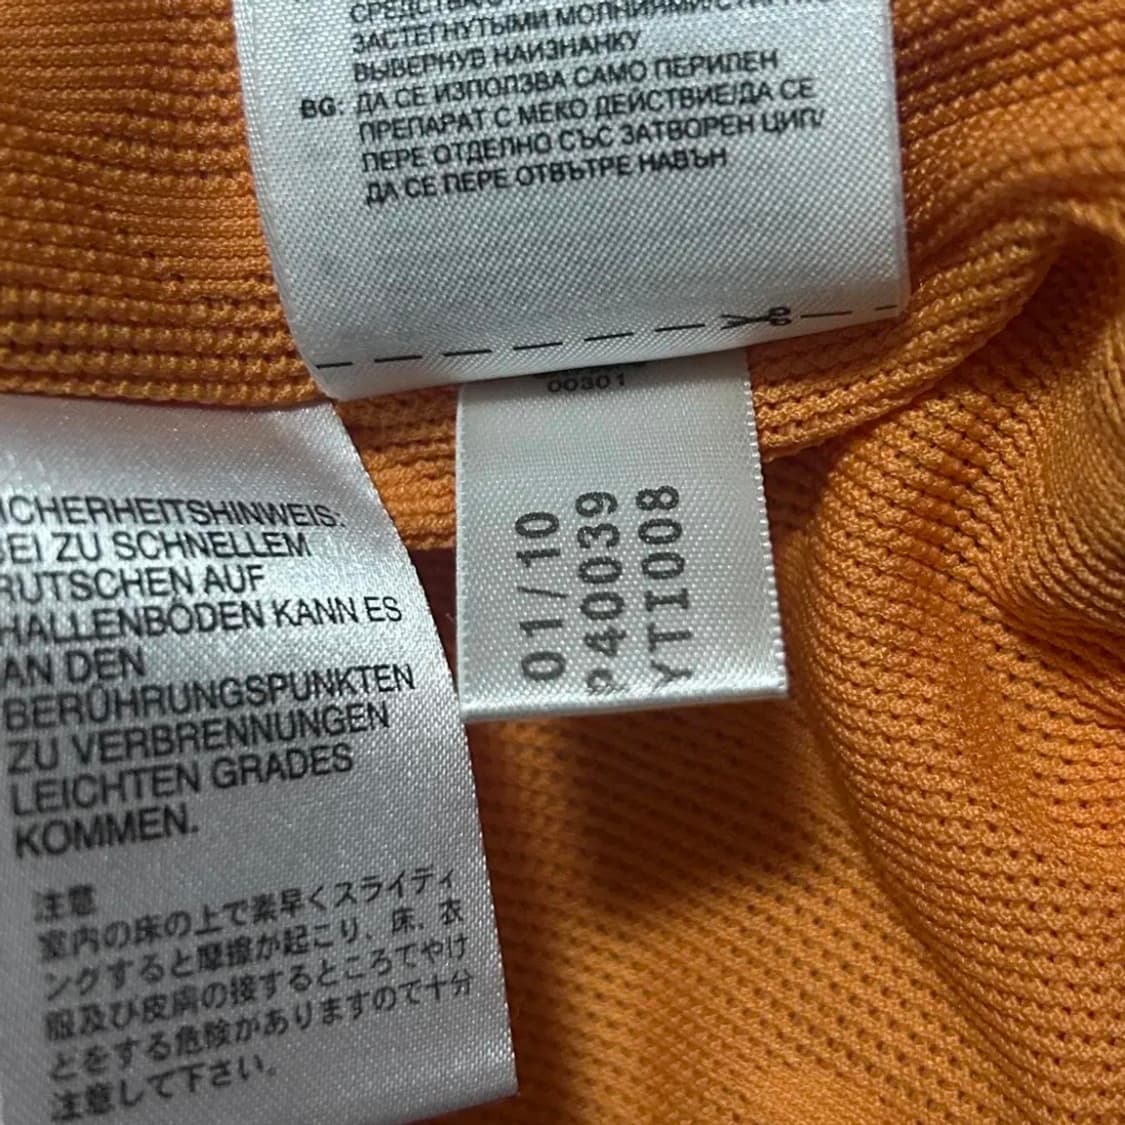 ЗАСТЕГНУТЫМИ МОЛНИЯМИ/СТИРАТЬ
ВЫВЕРНУВ НАИЗНАНКУ
BG: ДА СЕ ИЗПОЛЗВА САМО ПЕРИЛЕН
ПРЕПАРАТ С МЕКО ДЕЙСТВИЕ/ДА СЕ
ПЕРЕ ОТДЕЛНО СЪС ЗАТВОРЕН ЦИП/
ДА СЕ ПЕРЕ ОТВЪТРЕ НАВЪН
00301
01/10
P40039
YTI008
ICHERHEITSHINWEIS:
BEI ZU SCHNELLEM
RUTSCHEN AUF
HALLENBÖDEN KANN ES
AN DEN
BERÜHRUNGSPUNKTEN
ZU VERBRENNUNGEN
LEICHTEN GRADES
KOMMEN.
注意
室内の床の上で素早くスライディ
ングすると摩擦が起こり、床、衣
服及び皮膚の接するところでやけ
どをする危険がありますので十分
注意して下さい。